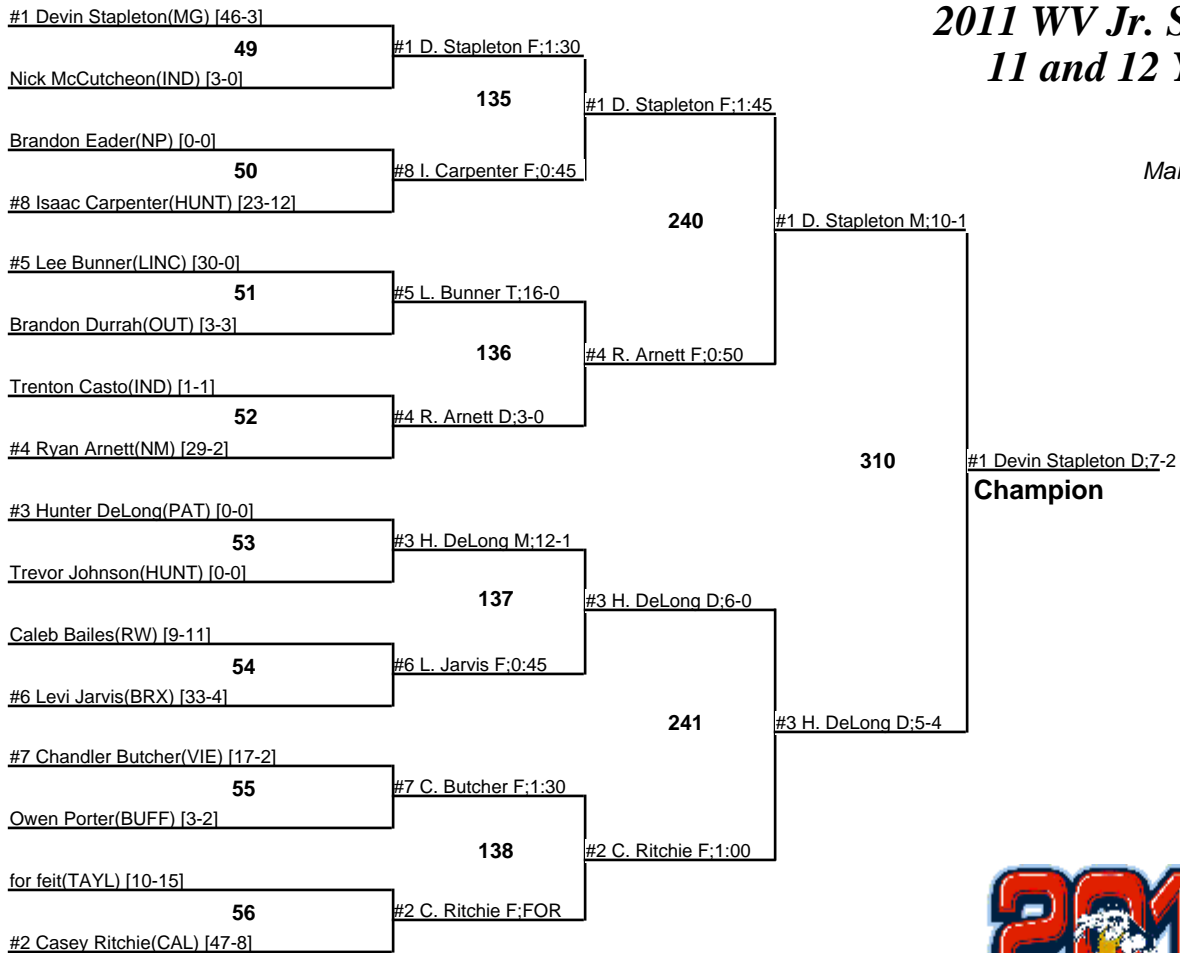 2011 WV Jr. S
11 and 12 Y
Mar
#1 Devin Stapleton(MG) [46-3]
49
Nick McCutcheon(IND) [3-0]
#1 D. Stapleton F;1:30
135
Brandon Eader(NP) [0-0]
50
#8 Isaac Carpenter(HUNT) [23-12]
#8 I. Carpenter F;0:45
#1 D. Stapleton F;1:45
240
#5 Lee Bunner(LINC) [30-0]
51
Brandon Durrah(OUT) [3-3]
#5 L. Bunner T;16-0
136
Trenton Casto(IND) [1-1]
52
#4 Ryan Arnett(NM) [29-2]
#4 R. Arnett D;3-0
#4 R. Arnett F;0:50
#1 D. Stapleton M;10-1
310
#1 Devin Stapleton D;7-2
Champion
#3 Hunter DeLong(PAT) [0-0]
53
Trevor Johnson(HUNT) [0-0]
#3 H. DeLong M;12-1
137
Caleb Bailes(RW) [9-11]
54
#6 Levi Jarvis(BRX) [33-4]
#6 L. Jarvis F;0:45
#3 H. DeLong D;6-0
241
#3 H. DeLong D;5-4
#7 Chandler Butcher(VIE) [17-2]
55
Owen Porter(BUFF) [3-2]
#7 C. Butcher F;1:30
138
for feit(TAYL) [10-15]
56
#2 Casey Ritchie(CAL) [47-8]
#2 C. Ritchie F;FOR
#2 C. Ritchie F;1:00
201